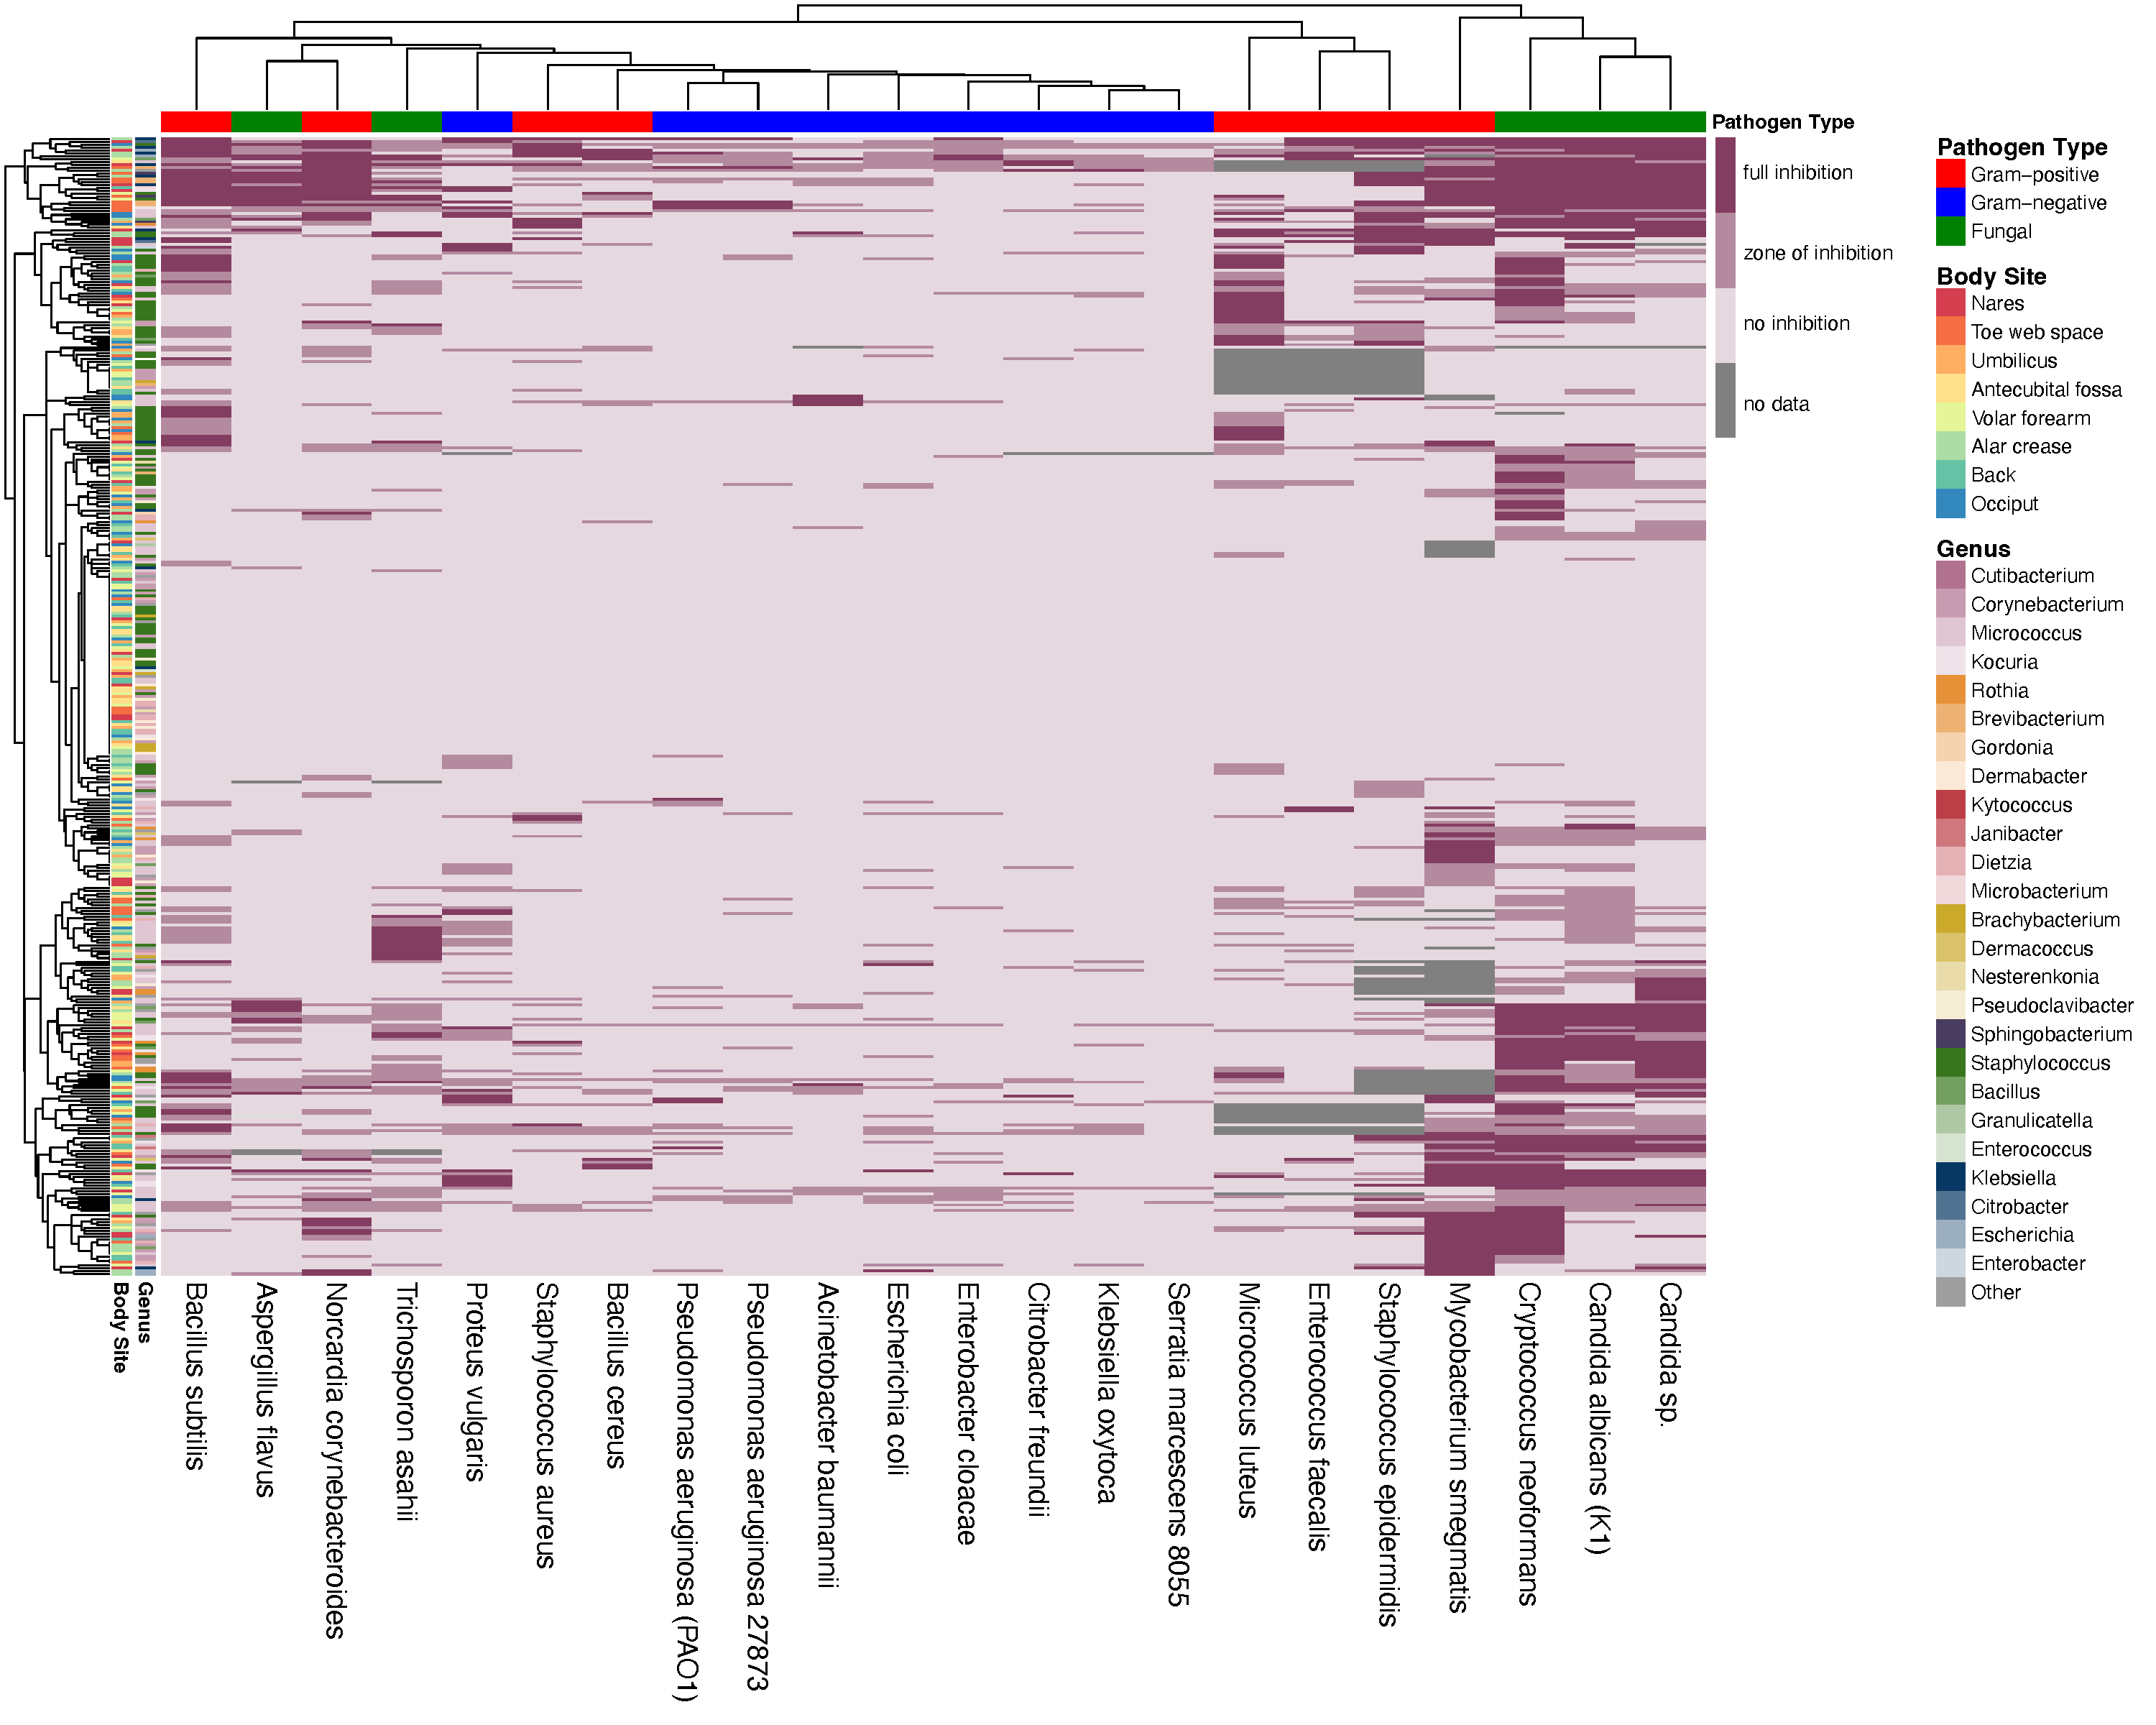 Pathogen Type
full inhibition
zone of inhibition
no inhibition
no data
Pathogen Type
Gram−positive
Gram−negative
Fungal
Body Site
Nares
Toe web space
Umbilicus
Antecubital fossa
Volar forearm
Alar crease
Back
Occiput
Genus
Cutibacterium
Corynebacterium
Micrococcus
Kocuria
Rothia
Brevibacterium
Gordonia
Dermabacter
Kytococcus
Janibacter
Dietzia
Microbacterium
Brachybacterium
Dermacoccus
Nesterenkonia
Pseudoclavibacter
Sphingobacterium
Staphylococcus
Bacillus
Granulicatella
Enterococcus
Klebsiella
Citrobacter
Escherichia
Enterobacter
Other
Body Site
Genus
Bacillus subtilis
Aspergillus flavus
Norcardia corynebacteroides
Trichosporon asahii
Proteus vulgaris
Staphylococcus aureus
Bacillus cereus
Pseudomonas aeruginosa (PAO1)
Pseudomonas aeruginosa 27873
Acinetobacter baumannii
Escherichia coli
Enterobacter cloacae
Citrobacter freundii
Klebsiella oxytoca
Serratia marcescens 8055
Micrococcus luteus
Enterococcus faecalis
Staphylococcus epidermidis
Mycobacterium smegmatis
Cryptococcus neoformans
Candida albicans (K1)
Candida sp.